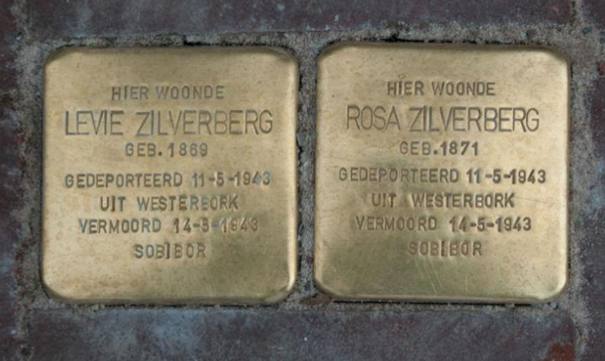 HIER WOONDE
LEVIE ZILVERBERG
GEB.1869
GEDEPORTEERD 11-5-1943
UIT WESTERBORK
VERMOORD 14-5-1943
SOBIBOR
HIER WOONDE
ROSA ZILVERBERG
GEB.1871
GEDEPORTEERD 11-5-1943
UIT WESTERBORK
VERMOORD 14-5-1943
SOBIBOR